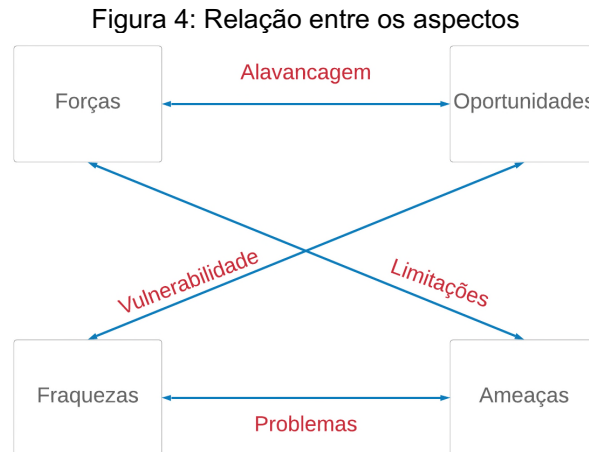 Figura 4: Relação entre os aspectos
Alavancagem
Forças
Oportunidades
Vulnerabilidade
Limitações
Fraquezas
Ameaças
Problemas